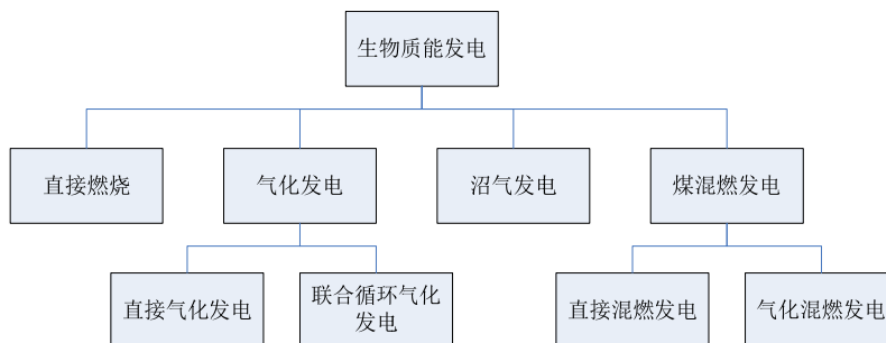 生物质能发电
直接燃烧
气化发电
沼气发电
煤混燃发电
直接气化发电
联合循环气化
发电
直接混燃发电
气化混燃发电